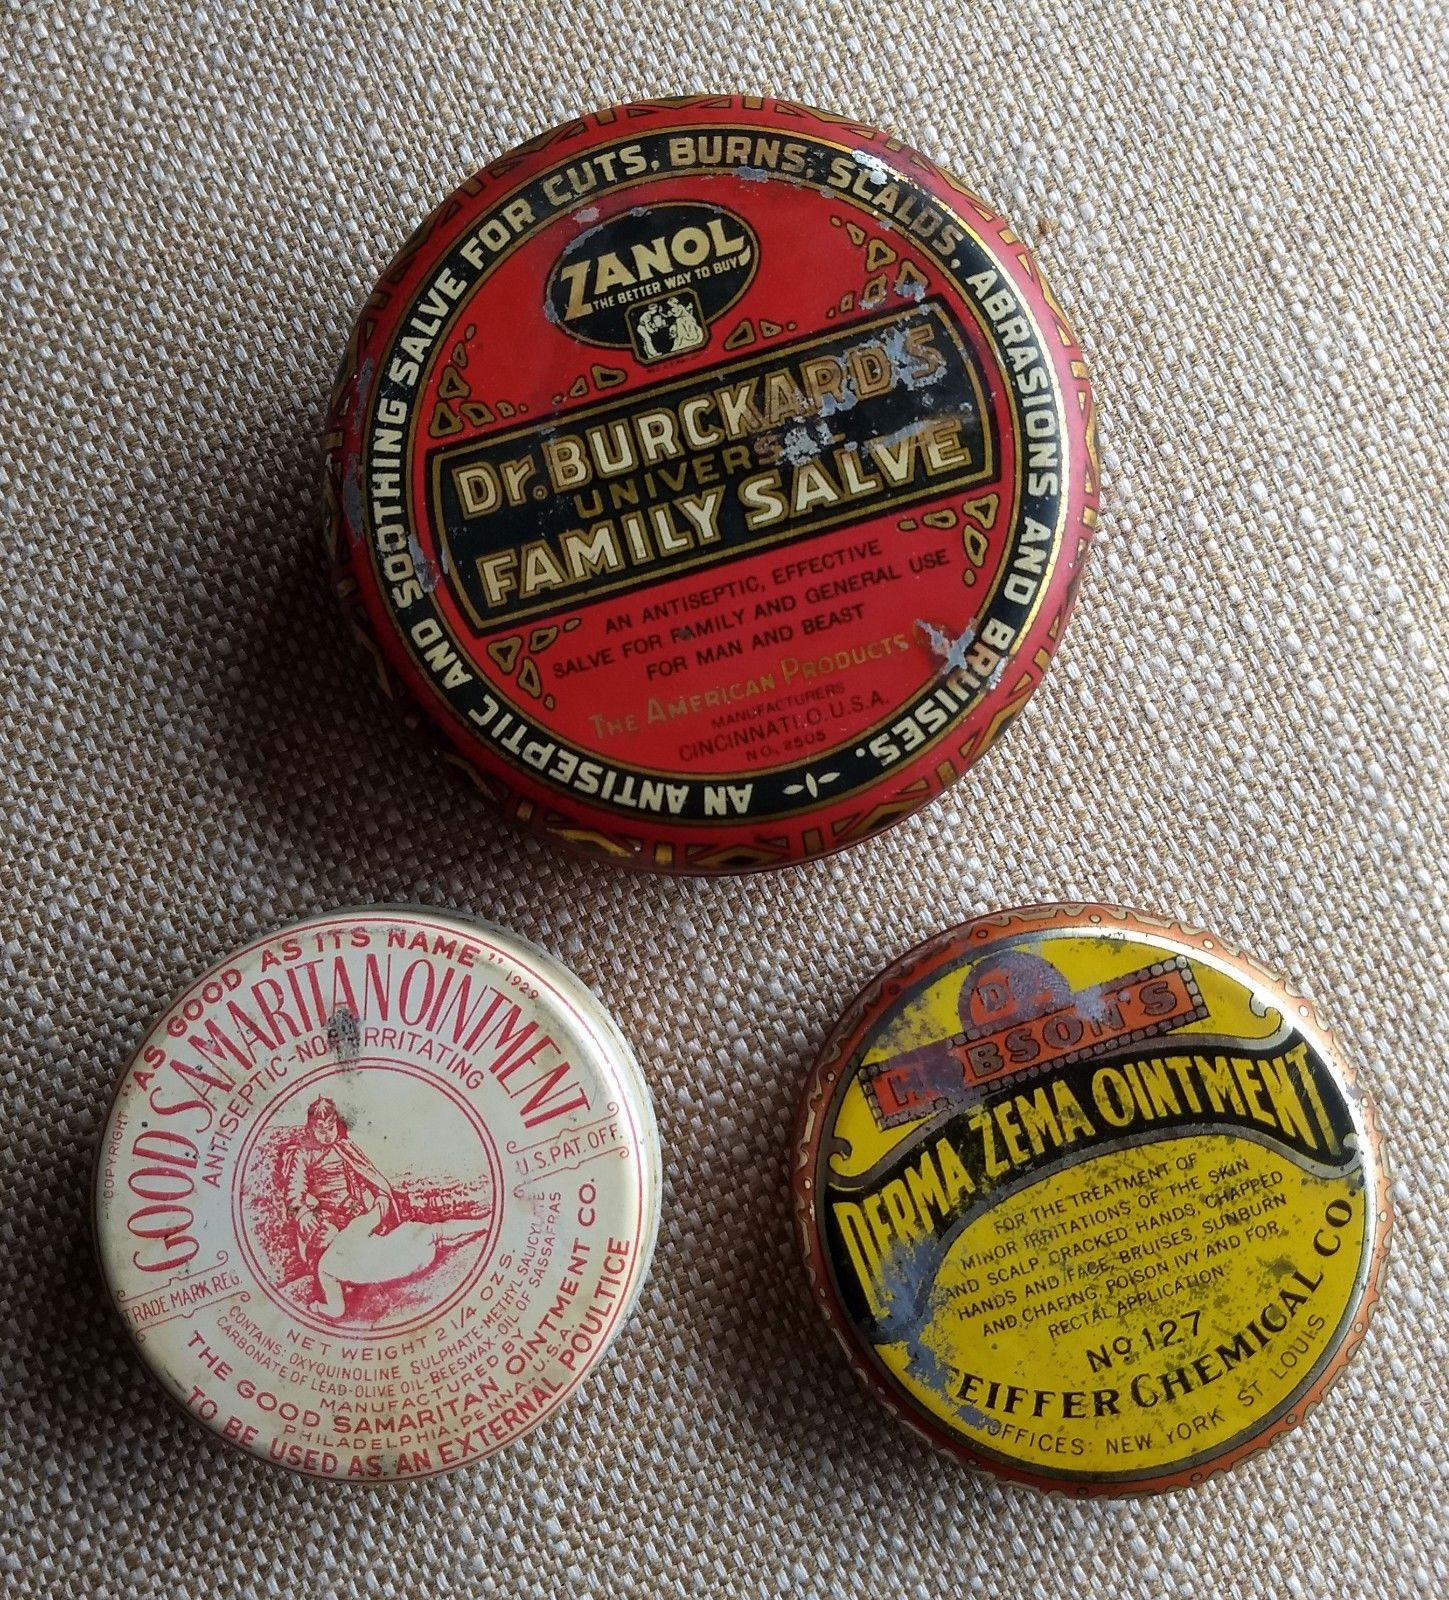 AN ANTISEPTIC AND SOOTHING SALVE FOR CUTS, BURNS, SCALDS, ABRASIONS AND BRUISES.
ZANOL
THE BETTER WAY TO BUY
Dr. BURCKARD'S
UNIVERSAL
FAMILY SALVE
AN ANTISEPTIC, EFFECTIVE
SALVE FOR FAMILY AND GENERAL USE
FOR MAN AND BEAST
THE AMERICAN PRODUCTS
MANUFACTURERS
CINCINNATI, O. U.S.A.
NO. 2505
COPYRIGHT "AS GOOD AS ITS NAME" 1929
GOOD SAMARITAN OINTMENT
ANTISEPTIC-NON IRRITATING
TRADE MARK REG. U.S. PAT. OFF.
NET WEIGHT 2 1/4 OZS.
CONTAINS: OXYQUINOLINE SULPHATE-METHYL SALICYLATE
CARBONATE OF LEAD-OLIVE OIL-BEESWAX-OIL OF SASSAFRAS
MANUFACTURED BY
THE GOOD SAMARITAN OINTMENT CO.
PHILADELPHIA, PENNA., U.S.A.
TO BE USED AS AN EXTERNAL POULTICE
DERMA ZEMA OINTMENT
FOR THE TREATMENT OF
MINOR IRRITATIONS OF THE SKIN
AND SCALP, CRACKED HANDS, CHAPPED
HANDS AND FACE, BRUISES, SUNBURN
AND CHAFING, POISON IVY AND FOR
RECTAL APPLICATION
No 127
PFEIFFER CHEMICAL CO.
OFFICES: NEW YORK ST LOUIS